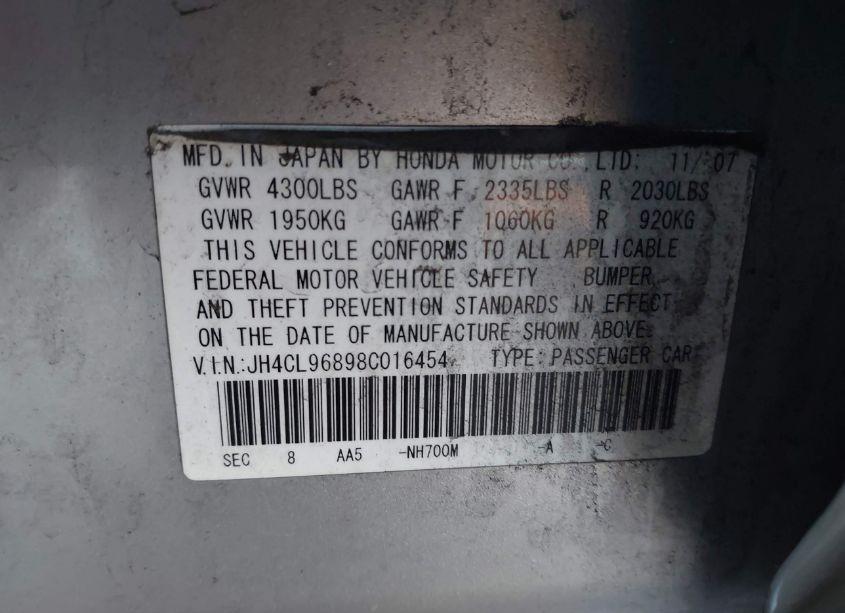 MFD. IN JAPAN BY HONDA MOTOR CO., LTD. 11/ 07
GVWR 4300LBS GAWR F 2335LBS R 2030LBS
GVWR 1950KG GAWR F 1060KG R 920KG
THIS VEHICLE CONFORMS TO ALL APPLICABLE
FEDERAL MOTOR VEHICLE SAFETY BUMPER
AND THEFT PREVENTION STANDARDS IN EFFECT
ON THE DATE OF MANUFACTURE SHOWN ABOVE.
V.I.N.:JH4CL96898C016454 TYPE:PASSENGER CAR
SEC 8 AA5 -NH700M -A -C